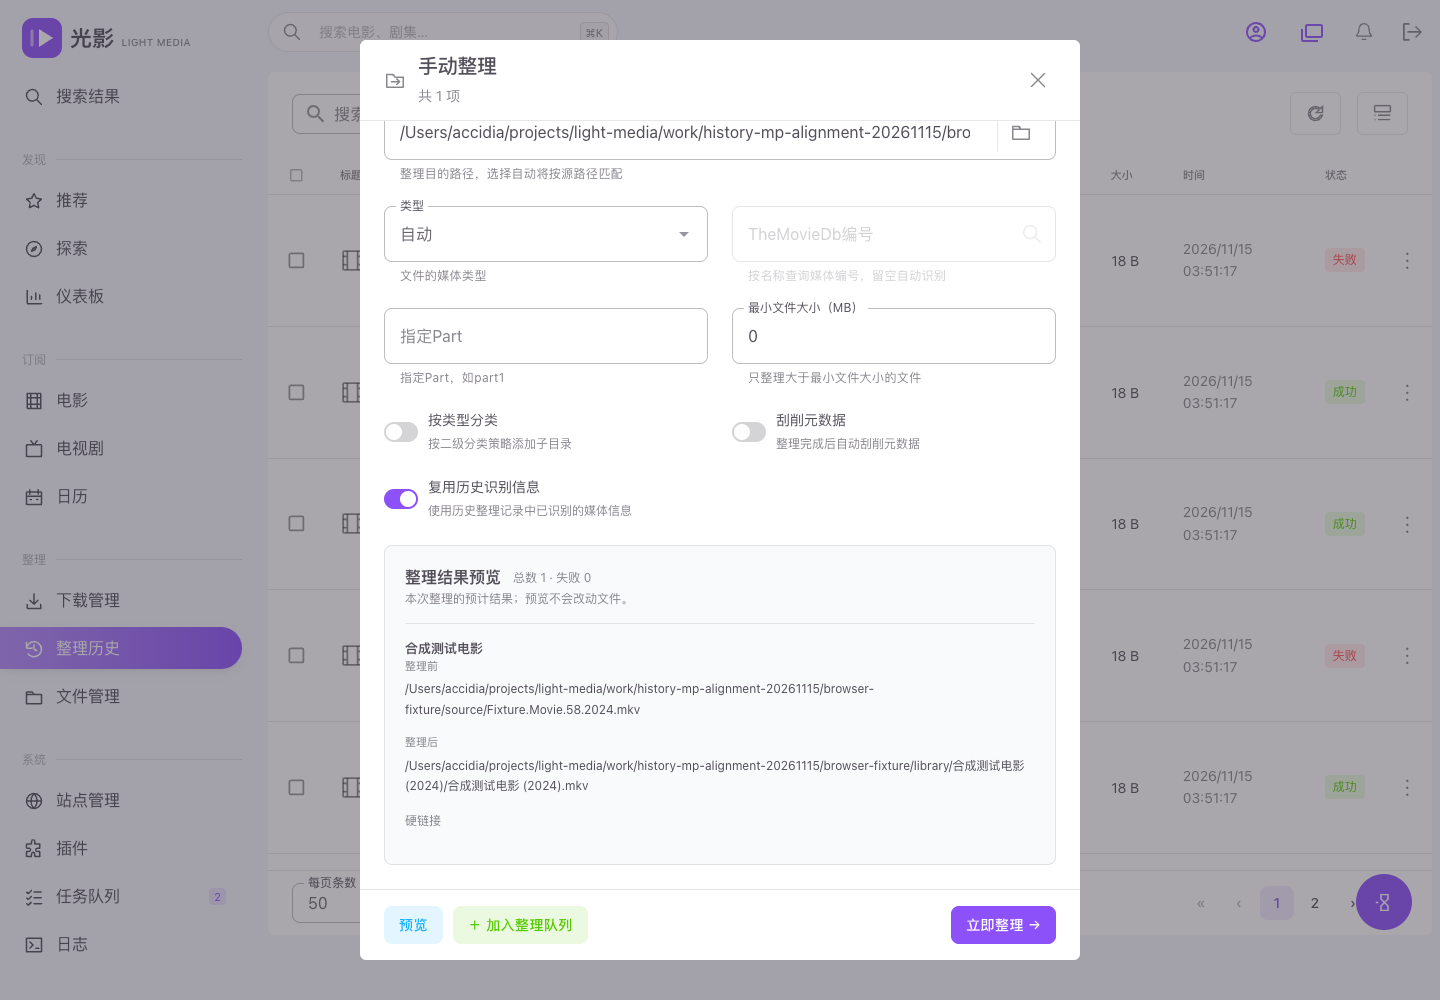 光影 LIGHT MEDIA
搜索电影、剧集...
⌘K
搜索结果
发现
推荐
探索
仪表板
订阅
电影
电视剧
日历
整理
下载管理
整理历史
文件管理
系统
站点管理
插件
任务队列
2
日志
搜索
标题
大小
时间
状态
18 B
2026/11/15
03:51:17
失败
18 B
2026/11/15
03:51:17
成功
18 B
2026/11/15
03:51:17
成功
18 B
2026/11/15
03:51:17
失败
18 B
2026/11/15
03:51:17
成功
每页条数
50
« ‹ 1 2 ›
手动整理
共 1 项
/Users/accidia/projects/light-media/work/history-mp-alignment-20261115/bro
整理目的路径，选择自动将按源路径匹配
类型
自动
文件的媒体类型
TheMovieDb编号
按名称查询媒体编号，留空自动识别
指定Part
指定Part，如part1
最小文件大小（MB）
0
只整理大于最小文件大小的文件
按类型分类
按二级分类策略添加子目录
刮削元数据
整理完成后自动刮削元数据
复用历史识别信息
使用历史整理记录中已识别的媒体信息
整理结果预览 总数 1 · 失败 0
本次整理的预计结果；预览不会改动文件。
合成测试电影
整理前
/Users/accidia/projects/light-media/work/history-mp-alignment-20261115/browser-
fixture/source/Fixture.Movie.58.2024.mkv
整理后
/Users/accidia/projects/light-media/work/history-mp-alignment-20261115/browser-fixture/library/合成测试电影
(2024)/合成测试电影 (2024).mkv
硬链接
预览
+ 加入整理队列
立即整理 →